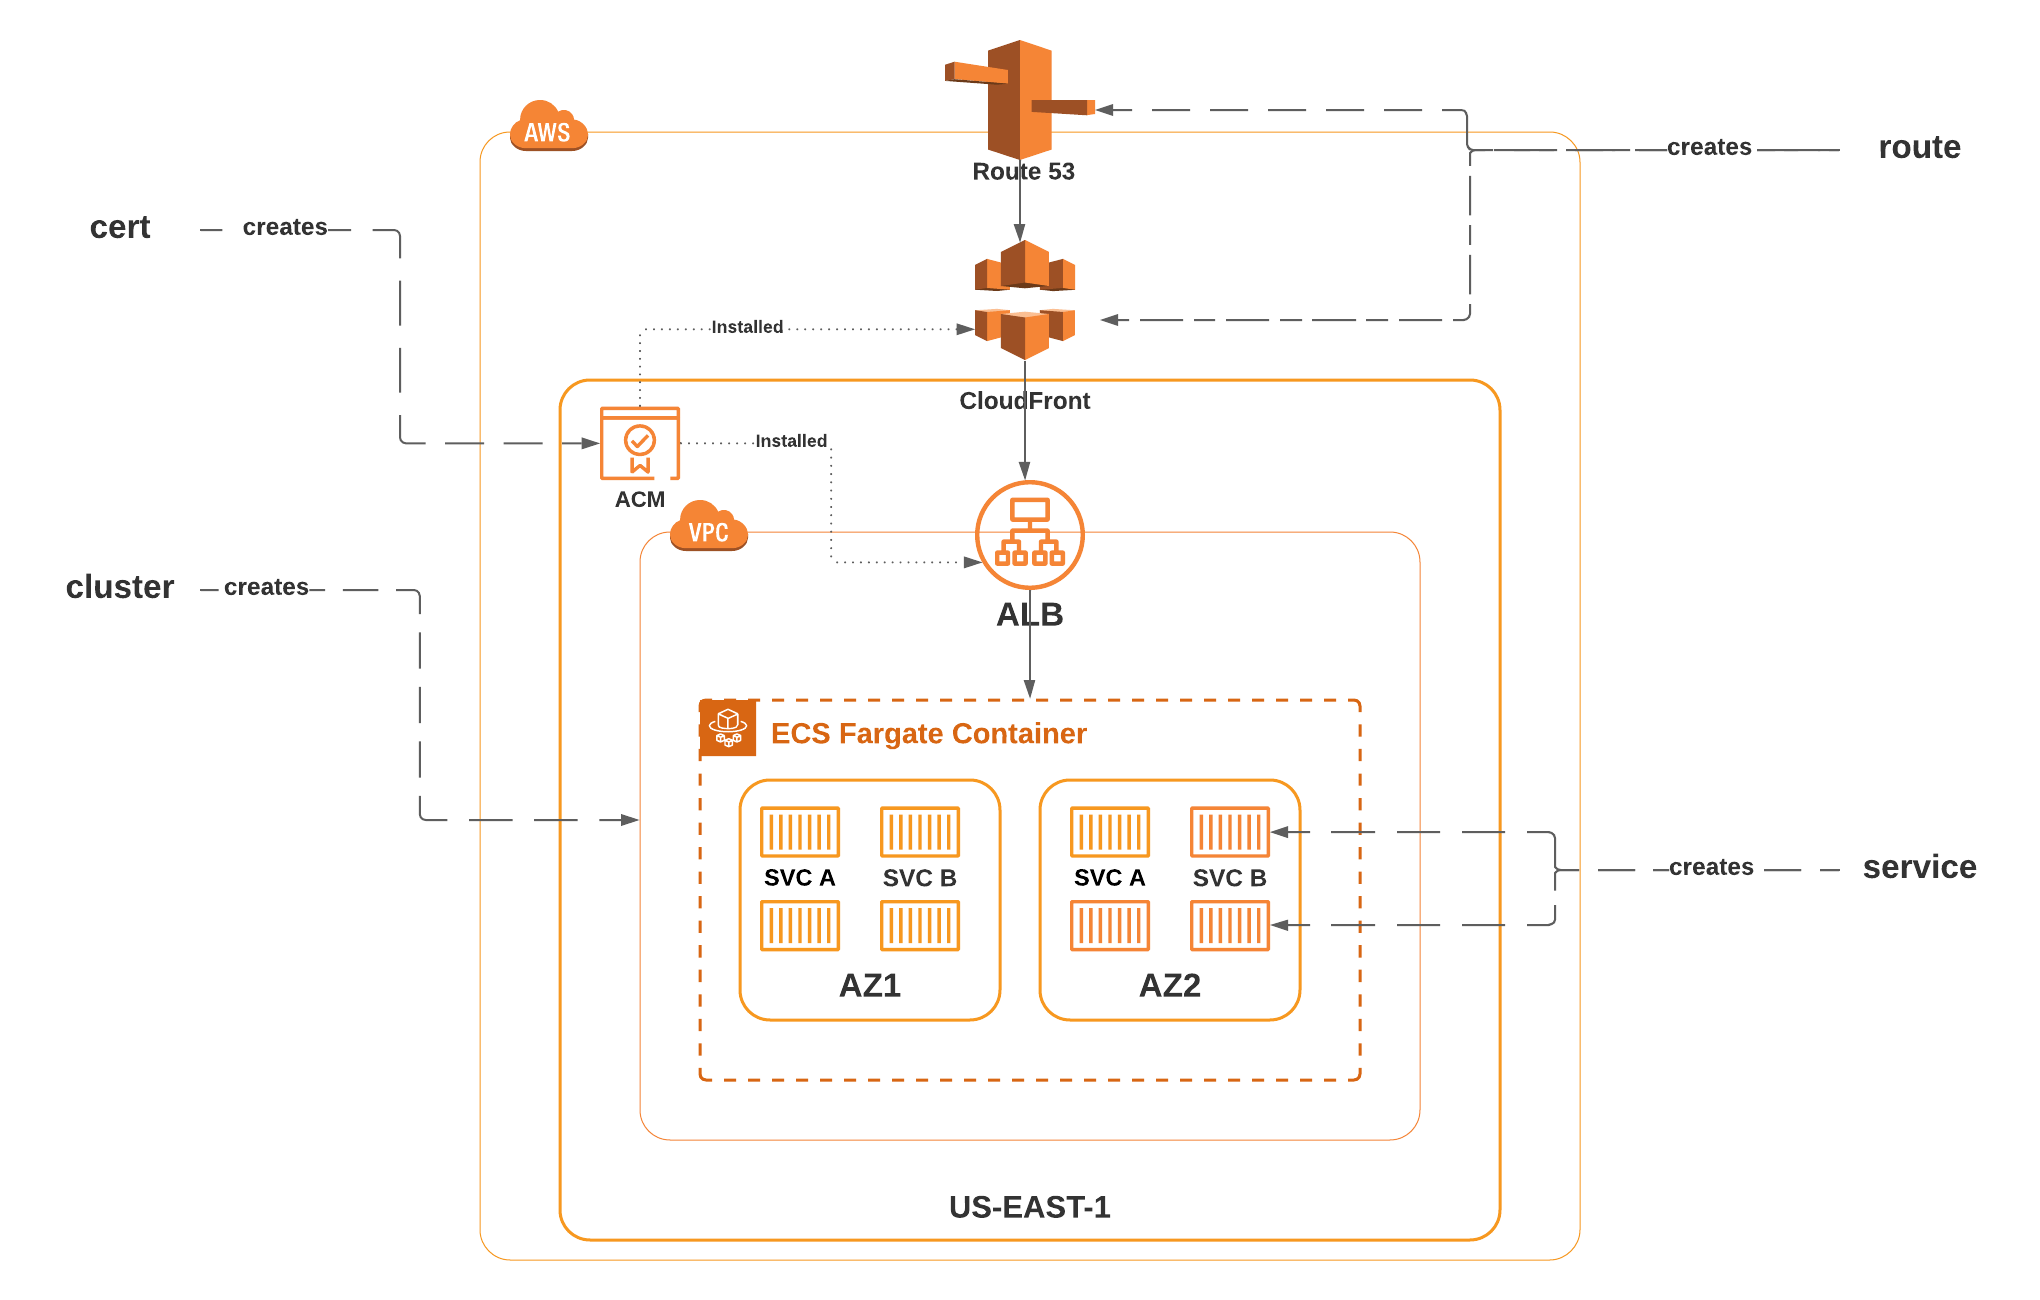 AWS
Route 53
creates
route
cert
creates
Installed
CloudFront
Installed
ACM
VPC
cluster
creates
ALB
ECS Fargate Container
SVC A
SVC B
SVC A
SVC B
creates
service
AZ1
AZ2
US-EAST-1